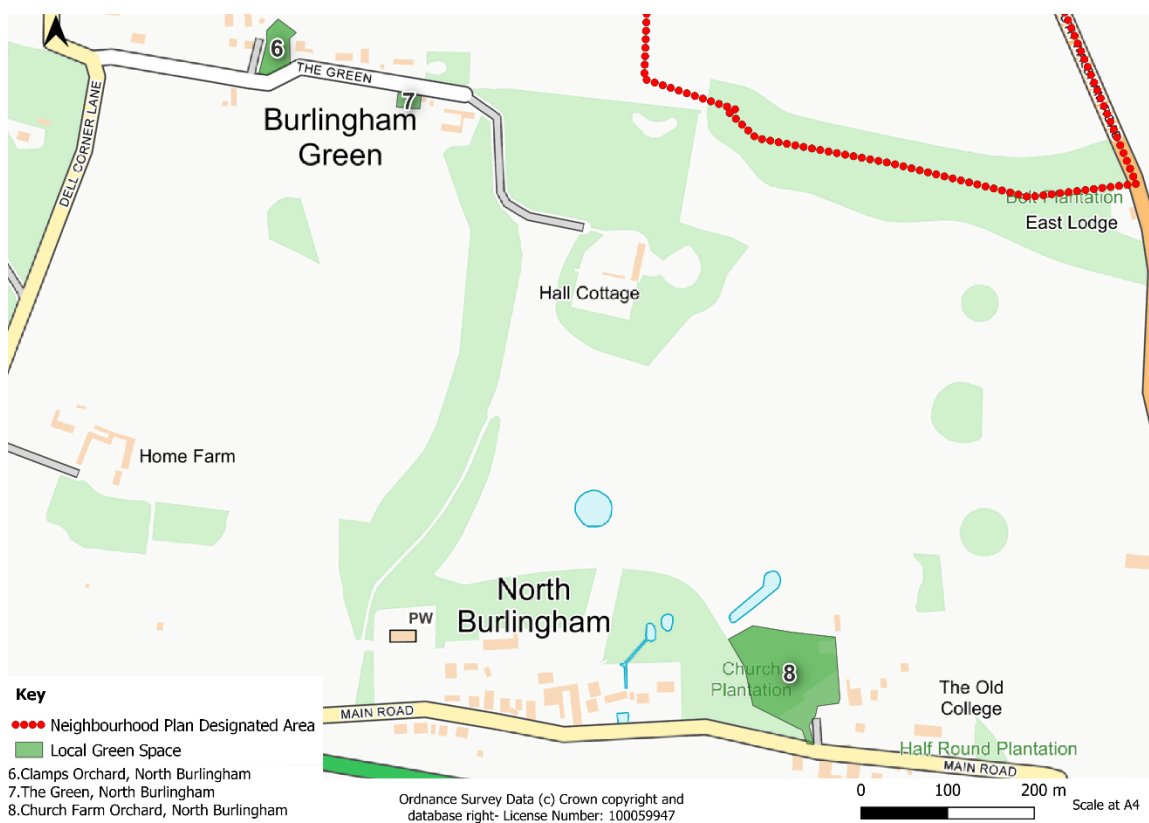 6
THE GREEN
7
Burlingham
Green
DELL CORNER LANE
Belt Plantation
East Lodge
Hall Cottage
Home Farm
North
Burlingham
PW
Church
Plantation
8
The Old
College
MAIN ROAD
Half Round Plantation
MAIN ROAD
Key
Neighbourhood Plan Designated Area
Local Green Space
6.Clamps Orchard, North Burlingham
7.The Green, North Burlingham
8.Church Farm Orchard, North Burlingham
Ordnance Survey Data (c) Crown copyright and
database right- License Number: 100059947
0 100 200 m
Scale at A4